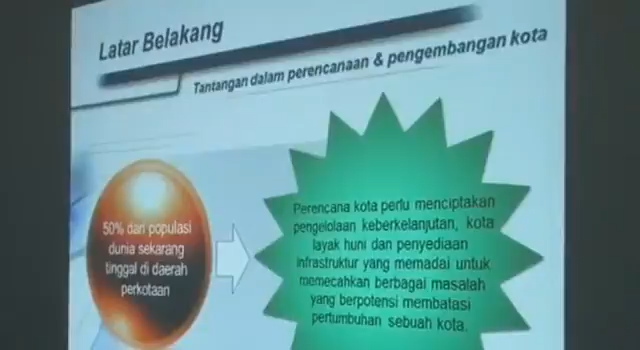 Latar Belakang
Tantangan dalam perencanaan & pengembangan kota
50% dari populasi
dunia sekarang
tinggal di daerah
perkotaan
Perencana kota perlu menciptakan
pengelolaan keberkelanjutan, kota
layak huni dan penyediaan
infrastruktur yang memadai untuk
memecahkan berbagai masalah
yang berpotensi membatasi
pertumbuhan sebuah kota.